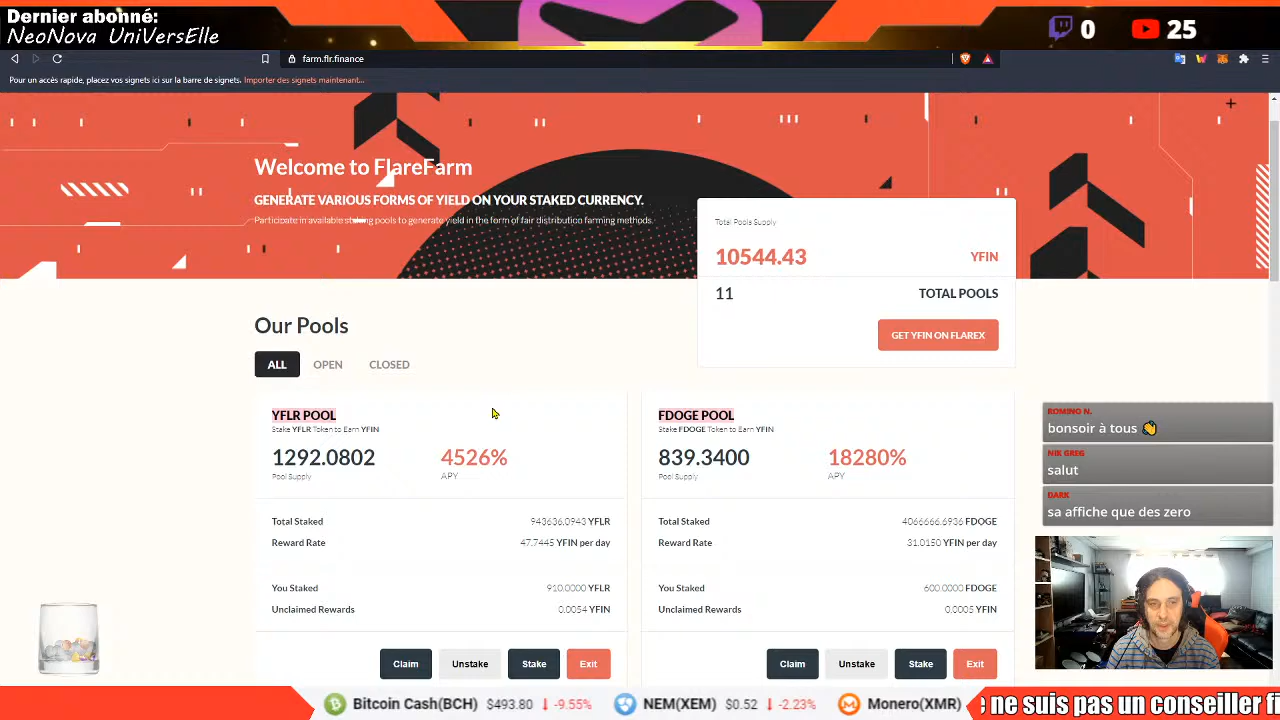 Dernier abonné:
NeoNova UniVersElle
0
25
farm.flr.finance
Pour un accès rapide, placez vos signets ici sur la barre de signets. Importer des signets maintenant...
Welcome to FlareFarm
GENERATE VARIOUS FORMS OF YIELD ON YOUR STAKED CURRENCY.
Participate in available staking pools to generate yield in the form of fair distribution farming methods.
Total Pools Supply
10544.43 YFIN
11 TOTAL POOLS
GET YFIN ON FLAREX
Our Pools
ALL OPEN CLOSED
YFLR POOL
Stake YFLR Token to Earn YFIN
1292.0802 4526%
Pool Supply APY
Total Staked 943636.0943 YFLR
Reward Rate 47.7445 YFIN per day
You Staked 910.0000 YFLR
Unclaimed Rewards 0.0054 YFIN
Claim Unstake Stake Exit
FDOGE POOL
Stake FDOGE Token to Earn YFIN
839.3400 18280%
Pool Supply APY
Total Staked 4066666.6936 FDOGE
Reward Rate 31.0150 YFIN per day
You Staked 600.0000 FDOGE
Unclaimed Rewards 0.0005 YFIN
Claim Unstake Stake Exit
ROMINO N.
bonsoir à tous
NIK GREG
salut
DARK
sa affiche que des zero
Bitcoin Cash(BCH) $493.80 ↓ -9.55% NEM(XEM) $0.52 ↓ -2.23% Monero(XMR)
ne suis pas un conseiller fi